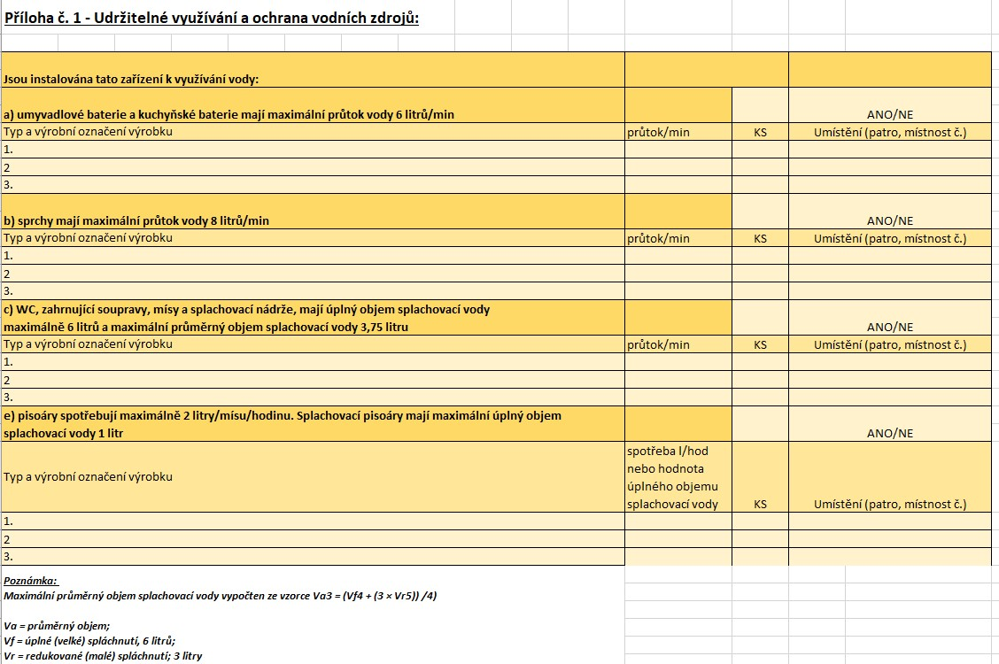 Příloha č. 1 - Udržitelné využívání a ochrana vodních zdrojů:
Jsou instalována tato zařízení k využívání vody:
a) umyvadlové baterie a kuchyňské baterie mají maximální průtok vody 6 litrů/min ANO/NE
Typ a výrobní označení výrobku průtok/min KS Umístění (patro, místnost č.)
1.
2
3.
b) sprchy mají maximální průtok vody 8 litrů/min ANO/NE
Typ a výrobní označení výrobku průtok/min KS Umístění (patro, místnost č.)
1.
2
3.
c) WC, zahrnující soupravy, mísy a splachovací nádrže, mají úplný objem splachovací vody
maximálně 6 litrů a maximální průměrný objem splachovací vody 3,75 litru ANO/NE
Typ a výrobní označení výrobku průtok/min KS Umístění (patro, místnost č.)
1.
2
3.
e) pisoáry spotřebují maximálně 2 litry/mísu/hodinu. Splachovací pisoáry mají maximální úplný objem
splachovací vody 1 litr ANO/NE
spotřeba l/hod
nebo hodnota
Typ a výrobní označení výrobku
úplného objemu
splachovací vody KS Umístění (patro, místnost č.)
1.
2
3.
Poznámka:
Maximální průměrný objem splachovací vody vypočten ze vzorce Va3 = (Vf4 + (3 × Vr5)) /4)
Va = průměrný objem;
Vf = úplné (velké) spláchnutí, 6 litrů;
Vr = redukované (malé) spláchnutí; 3 litry